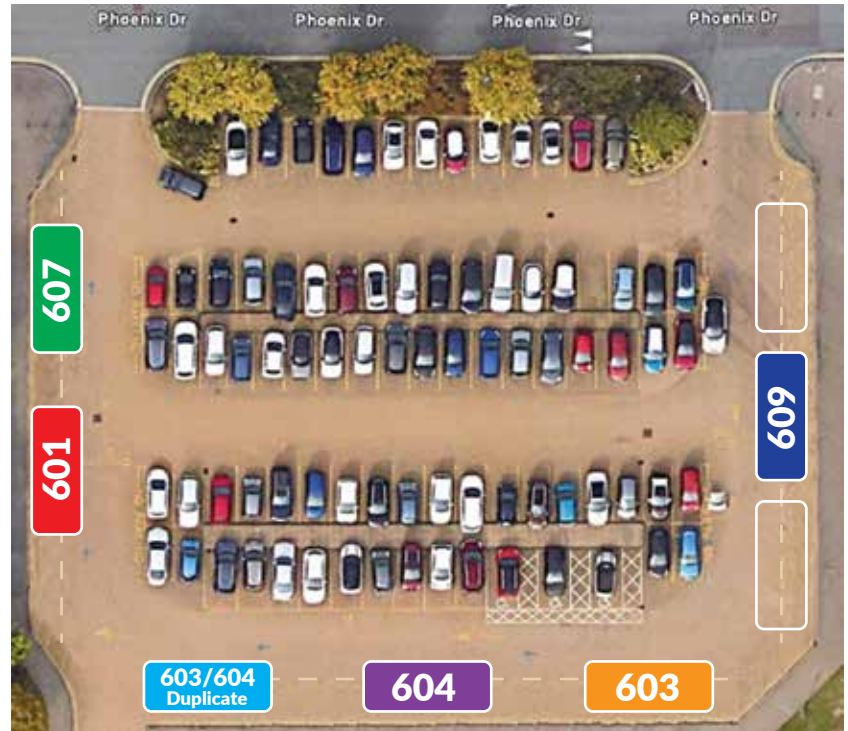 Phoenix Dr
Phoenix Dr
Phoenix Dr
Phoenix Dr
607
601
609
603/604
Duplicate
604
603